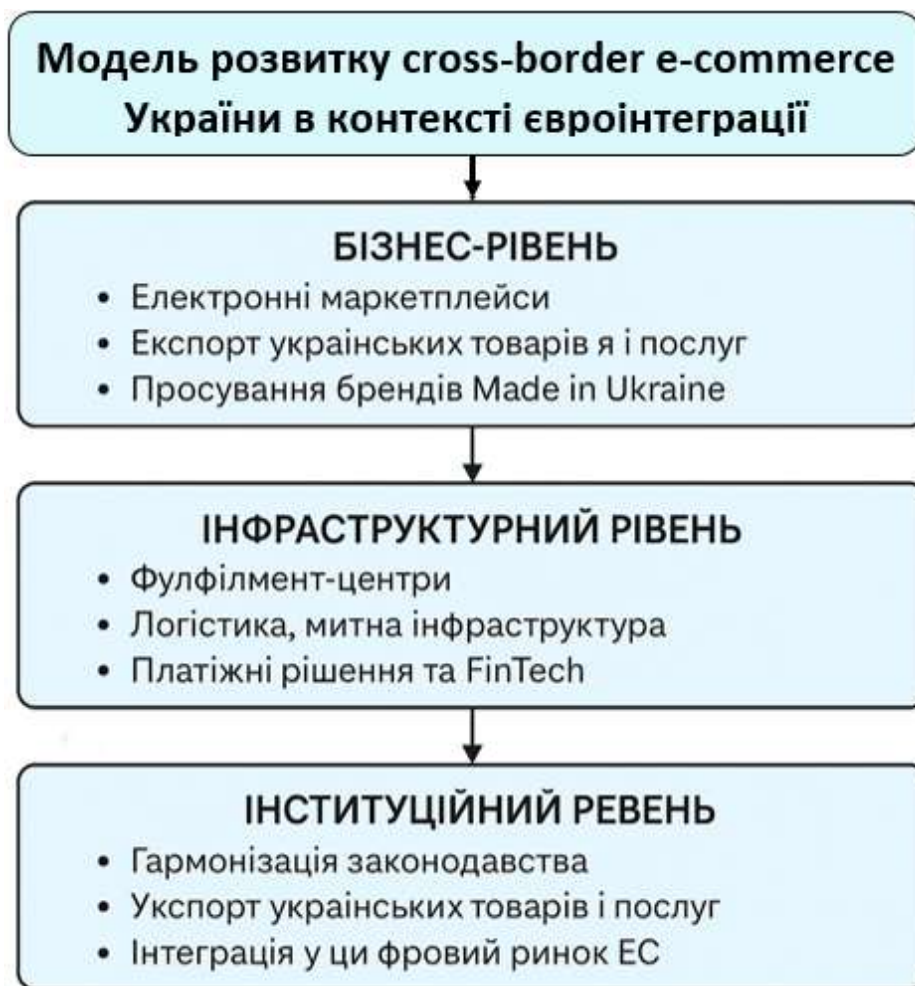 Модель розвитку cross-border e-commerce
України в контексті євроінтеграції
БІЗНЕС-РІВЕНЬ
• Електронні маркетплейси
• Експорт українських товарів я і послуг
• Просування брендів Made in Ukraine
ІНФРАСТРУКТУРНИЙ РІВЕНЬ
• Фулфілмент-центри
• Логістика, митна інфраструктура
• Платіжні рішення та FinTech
ІНСТИТУЦІЙНИЙ РЕВЕНЬ
• Гармонізація законодавства
• Укспорт українських товарів і послуг
• Інтеграція у ци фровий ринок ЕС